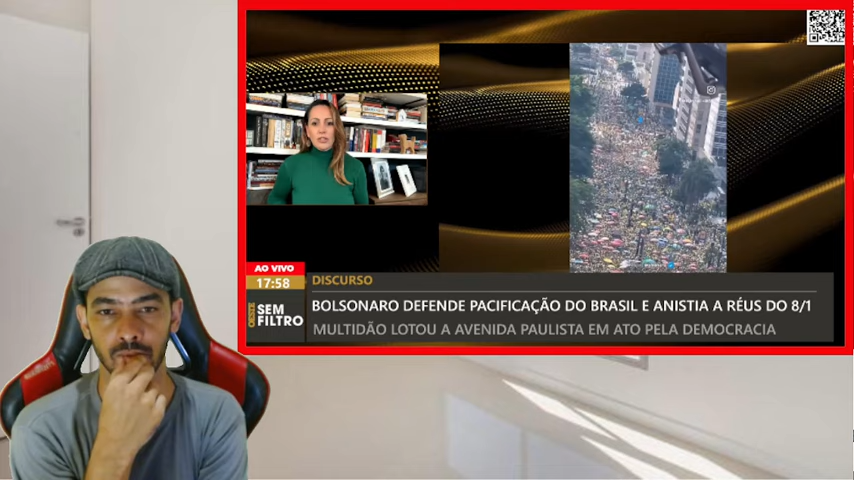 AO VIVO
17:58
DISCURSO
OESTE
SEM
FILTRO
BOLSONARO DEFENDE PACIFICAÇÃO DO BRASIL E ANISTIA A RÉUS DO 8/1
MULTIDÃO LOTOU A AVENIDA PAULISTA EM ATO PELA DEMOCRACIA